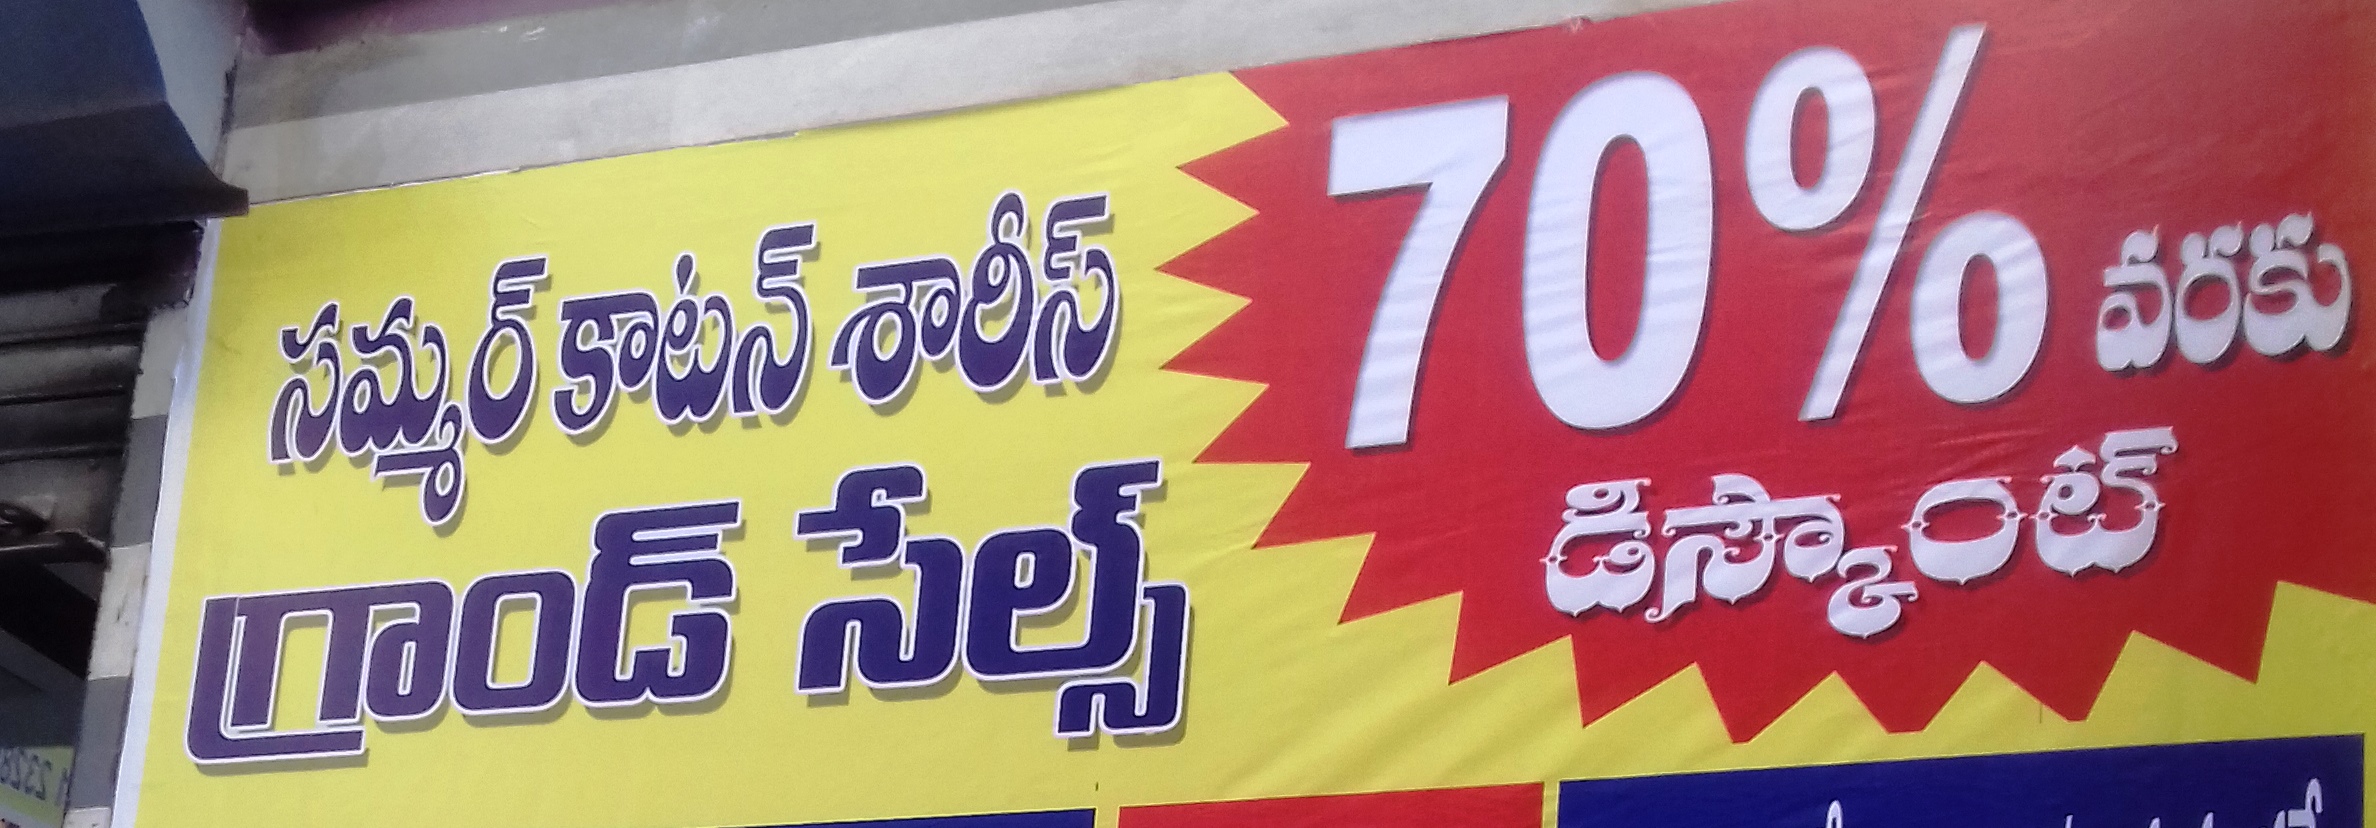 సమ్మర్ కాటన్ శారీస్
గ్రాండ్ సేల్స్
70% వరకు
డిస్కౌంట్